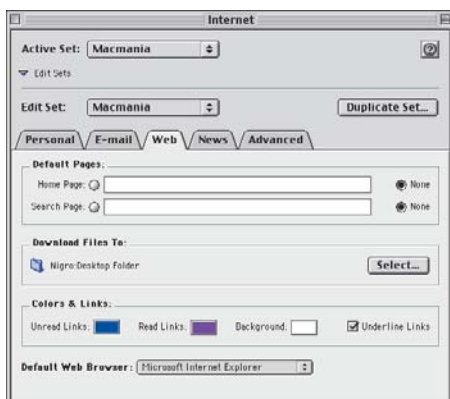 Internet
Active Set: Macmania
Edit Sets
Edit Set: Macmania Duplicate Set...
Personal E-mail Web News Advanced
Default Pages:
Home Page: None
Search Page: None
Download Files To:
Nigro:Desktop Folder Select...
Colors & Links:
Unread Links: Read Links: Background: Underline Links
Default Web Browser: Microsoft Internet Explorer